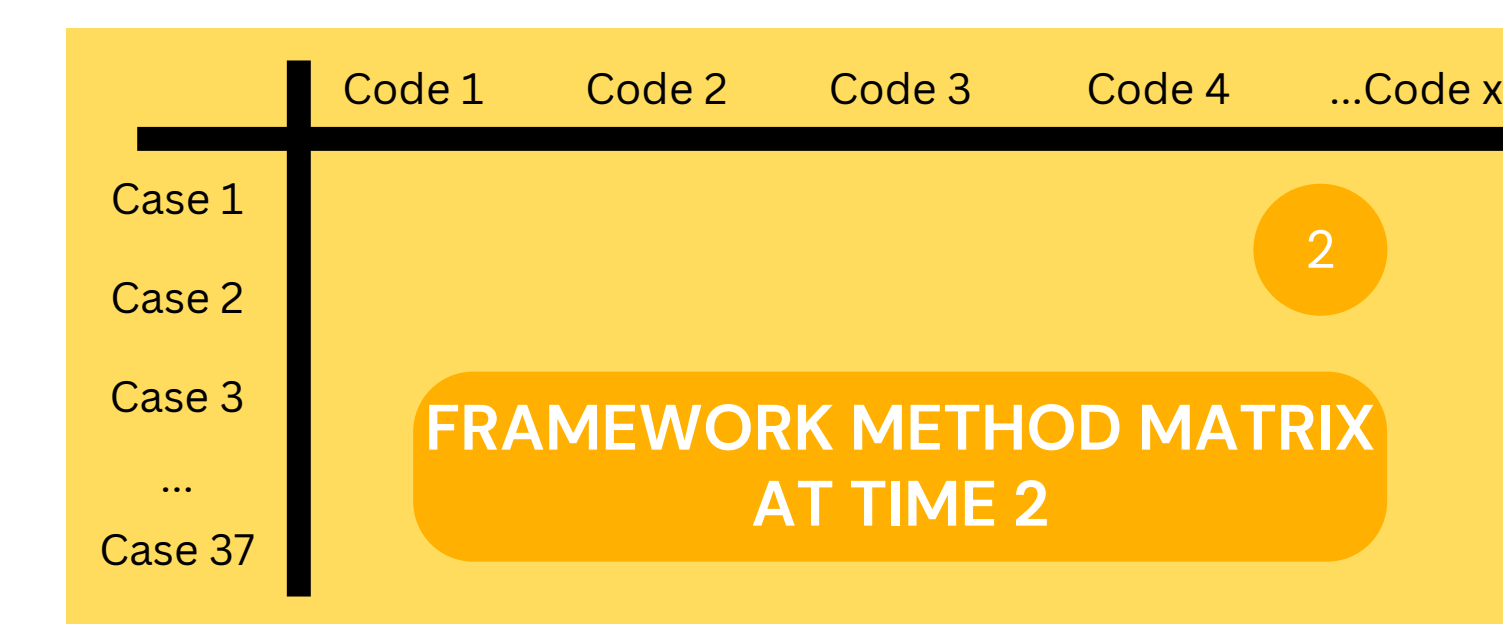 Code 1 Code 2 Code 3 Code 4 ...Code x
Case 1
2
Case 2
Case 3
FRAMEWORK METHOD MATRIX
AT TIME 2
...
Case 37